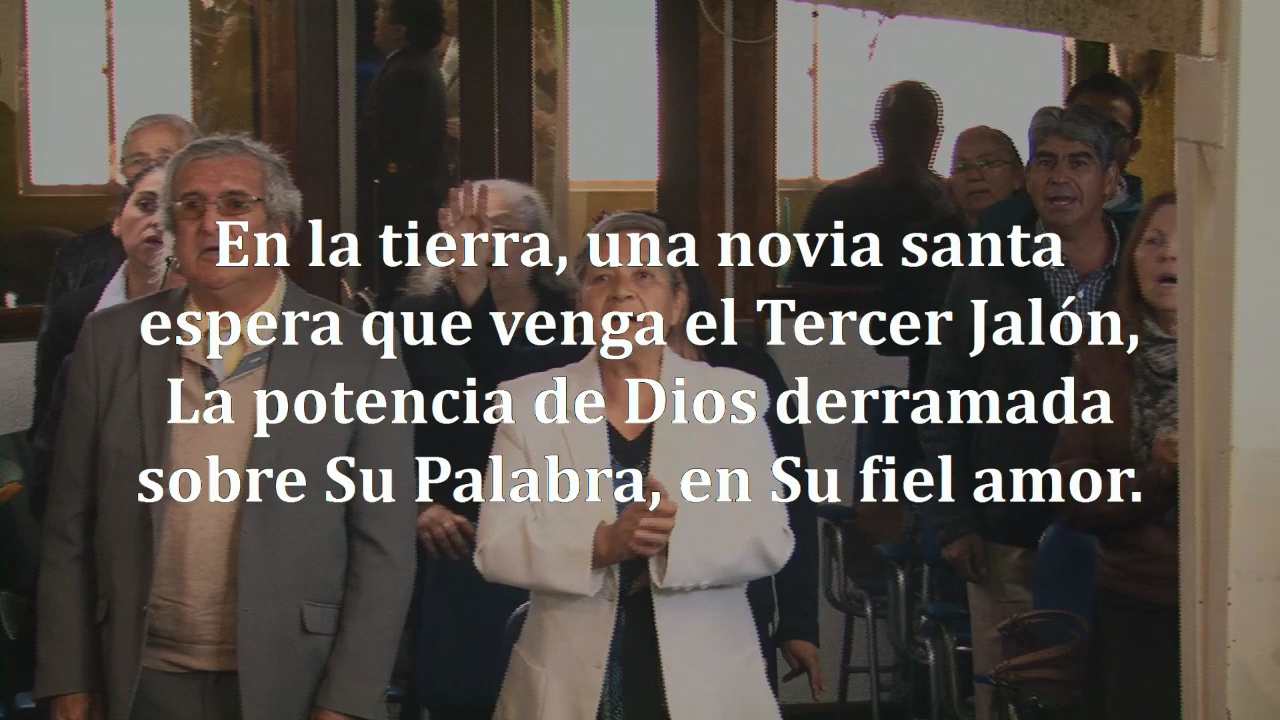 En la tierra, una novia santa
espera que venga el Tercer Jalón,
La potencia de Dios derramada
sobre Su Palabra, en Su fiel amor.